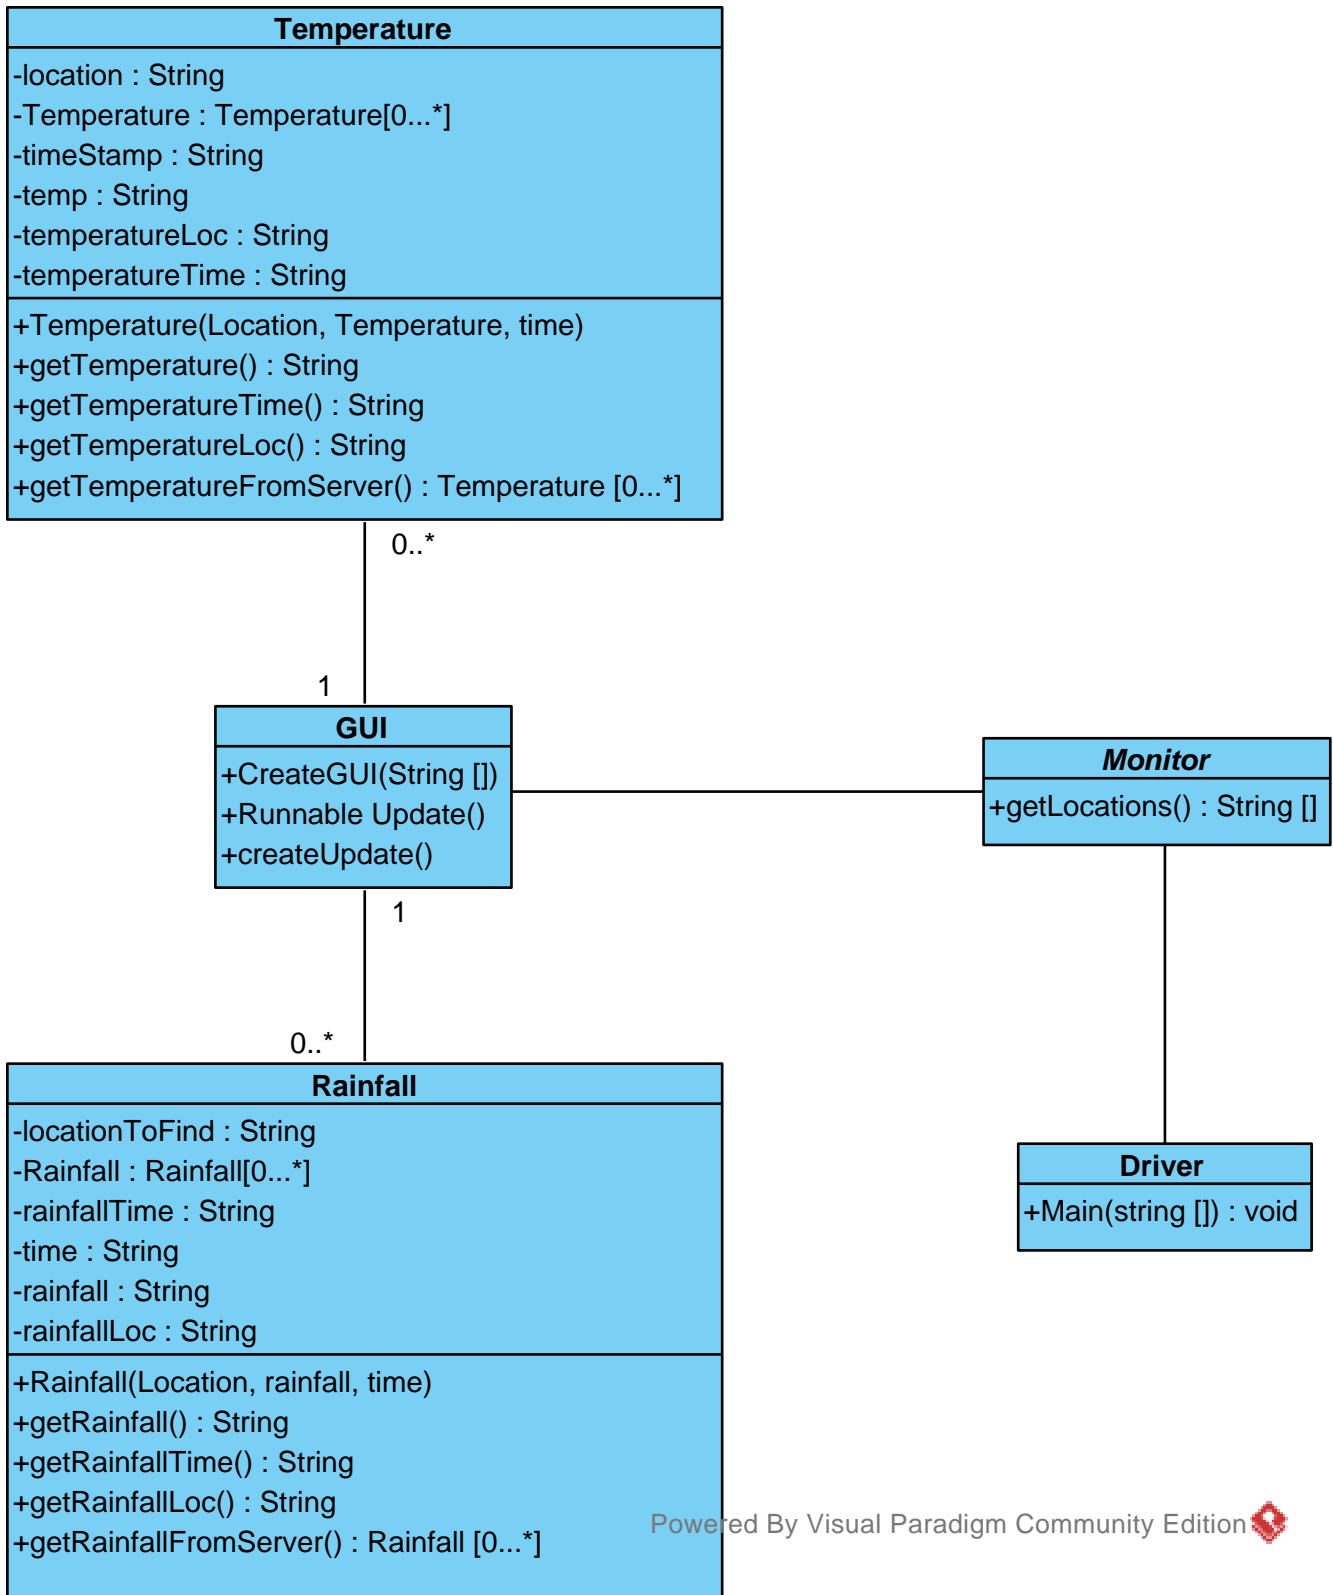 Temperature
-location : String
-Temperature : Temperature[0...*]
-timeStamp : String
-temp : String
-temperatureLoc : String
-temperatureTime : String
+Temperature(Location, Temperature, time)
+getTemperature() : String
+getTemperatureTime() : String
+getTemperatureLoc() : String
+getTemperatureFromServer() : Temperature [0...*]
0..*
1
GUI
+CreateGUI(String [])
+Runnable Update()
+createUpdate()
Monitor
+getLocations() : String []
1
0..*
Rainfall
-locationToFind : String
-Rainfall : Rainfall[0...*]
-rainfallTime : String
-time : String
-rainfall : String
-rainfallLoc : String
+Rainfall(Location, rainfall, time)
+getRainfall() : String
+getRainfallTime() : String
+getRainfallLoc() : String
+getRainfallFromServer() : Rainfall [0...*]
Driver
+Main(string []) : void
Powered By Visual Paradigm Community Edition